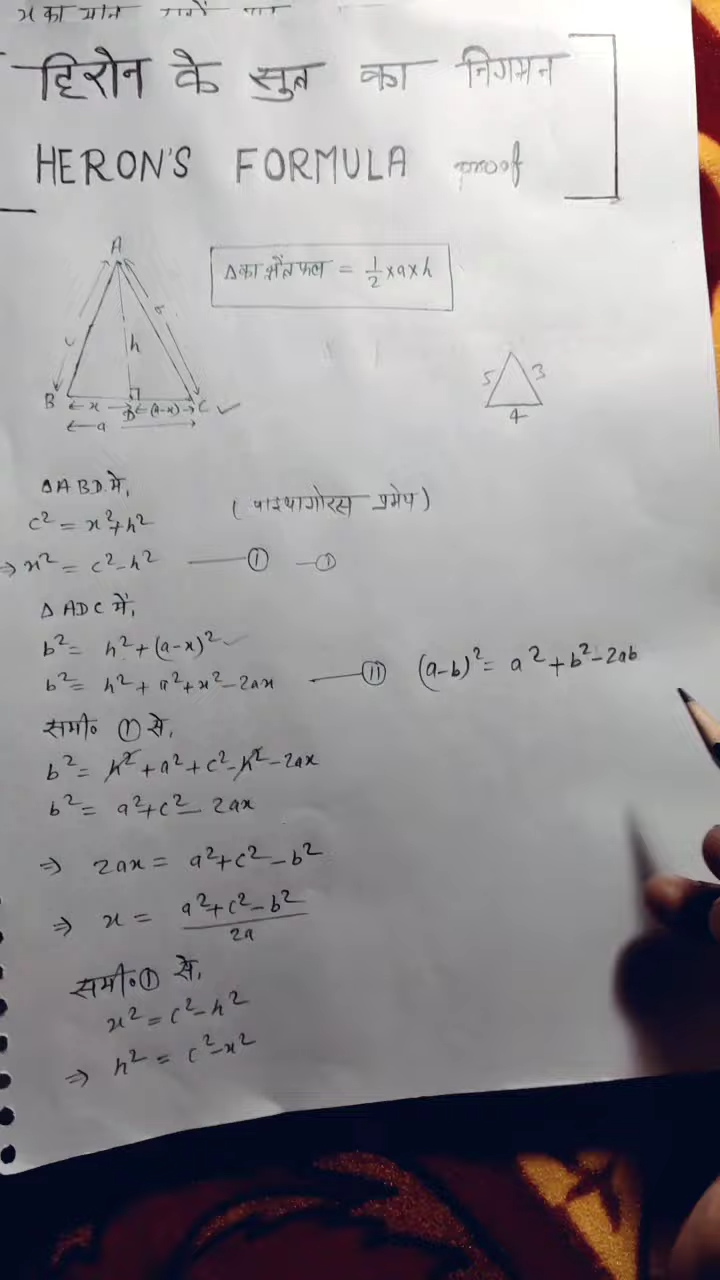 x का मान
हिरोन के सुत्र का निगमन
HERON'S FORMULA proof
A
Δ का क्षेत्रफल = 1/2 × a × h
c
h
B
x
D
(a-x)
C
a
5
3
4
ΔABD में,
c² = x² + h² (पाइथागोरस प्रमेय)
⇒ x² = c² - h² —— ① — ①
Δ ADC में,
b² = h² + (a-x)²
b² = h² + a² + x² - 2ax —— ⑪ (a-b)² = a² + b² - 2ab
समी० ① से,
b² = h² + a² + c² - h² - 2ax
b² = a² + c² - 2ax
⇒ 2ax = a² + c² - b²
⇒ x = (a² + c² - b²) / 2a
समी० ① से,
x² = c² - h²
⇒ h² = c² - x²